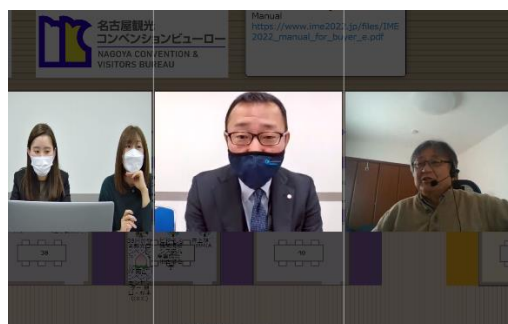 名古屋観光
コンベンションビューロー
NAGOYA CONVENTION &
VISITORS BUREAU
Manual
https://www.ime2022.jp/files/IME
2022_manual_for_buyer_e.pdf